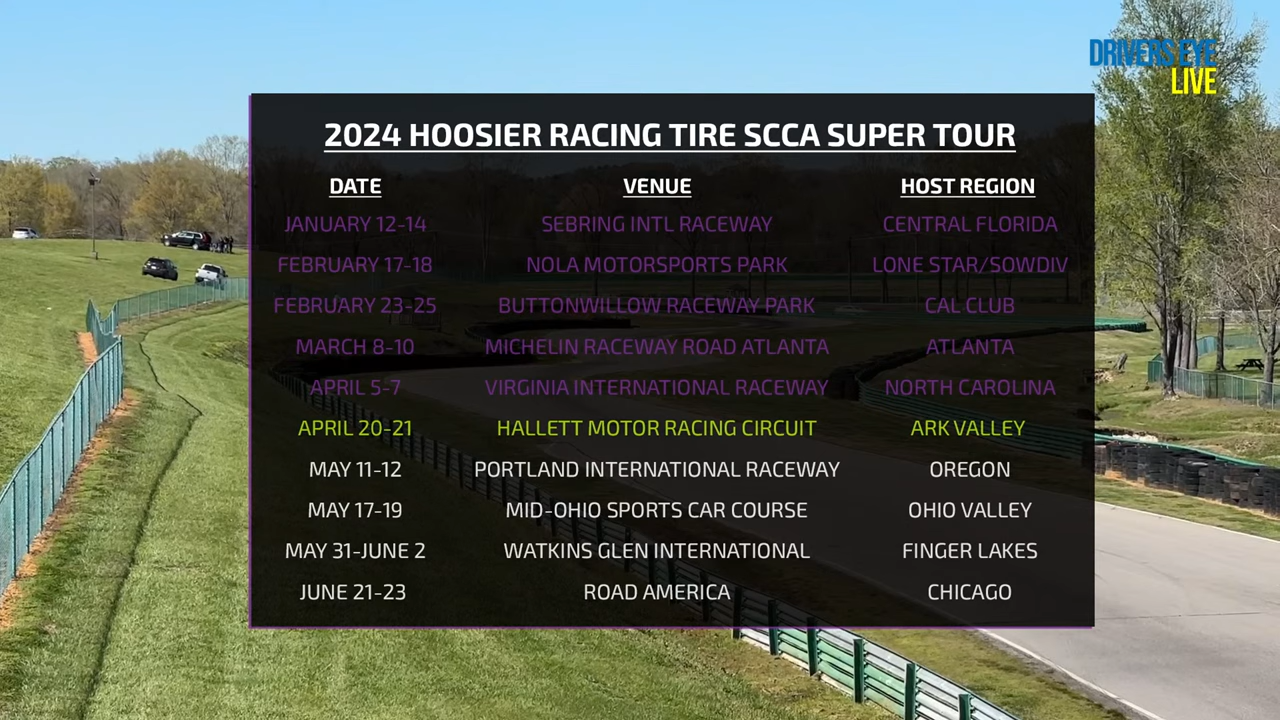 DRIVERS EYE
LIVE
2024 HOOSIER RACING TIRE SCCA SUPER TOUR
DATE VENUE HOST REGION
JANUARY 12-14 SEBRING INTL RACEWAY CENTRAL FLORIDA
FEBRUARY 17-18 NOLA MOTORSPORTS PARK LONE STAR/SOWDIV
FEBRUARY 23-25 BUTTONWILLOW RACEWAY PARK CAL CLUB
MARCH 8-10 MICHELIN RACEWAY ROAD ATLANTA ATLANTA
APRIL 5-7 VIRGINIA INTERNATIONAL RACEWAY NORTH CAROLINA
APRIL 20-21 HALLETT MOTOR RACING CIRCUIT ARK VALLEY
MAY 11-12 PORTLAND INTERNATIONAL RACEWAY OREGON
MAY 17-19 MID-OHIO SPORTS CAR COURSE OHIO VALLEY
MAY 31-JUNE 2 WATKINS GLEN INTERNATIONAL FINGER LAKES
JUNE 21-23 ROAD AMERICA CHICAGO